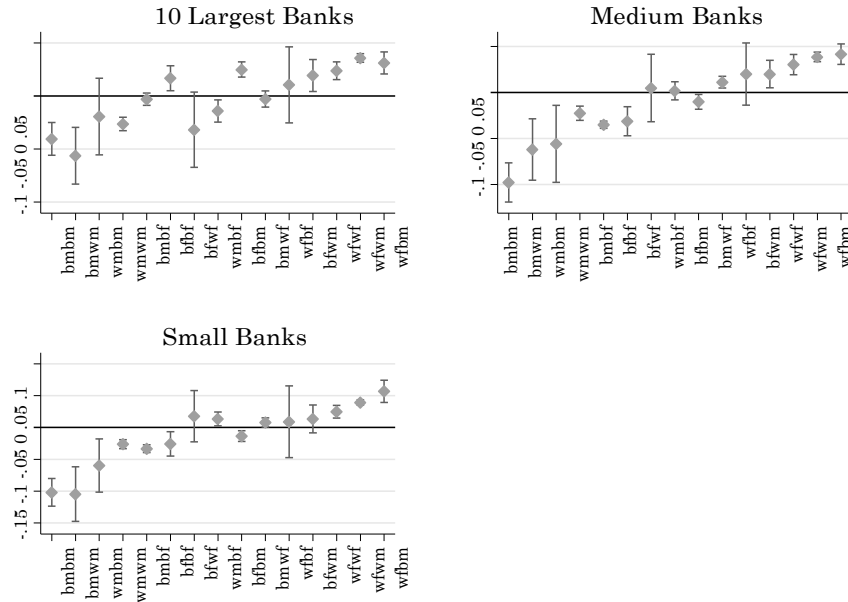 10 Largest Banks
-.1 -.05 0 .05
bmbm bmwm wmbm wmwm bmbf bfbf bfwf wmbf bfbm bmwf wfbf bfwm wfwf wfwm wfbm
Medium Banks
-.1 -.05 0 .05
bmbm bmwm wmbm wmwm bmbf bfbf bfwf wmbf bfbm bmwf wfbf bfwm wfwf wfwm wfbm
Small Banks
-.15 -.1 -.05 0 .05 .1
bmbm bmwm wmbm wmwm bmbf bfbf bfwf wmbf bfbm bmwf wfbf bfwm wfwf wfwm wfbm